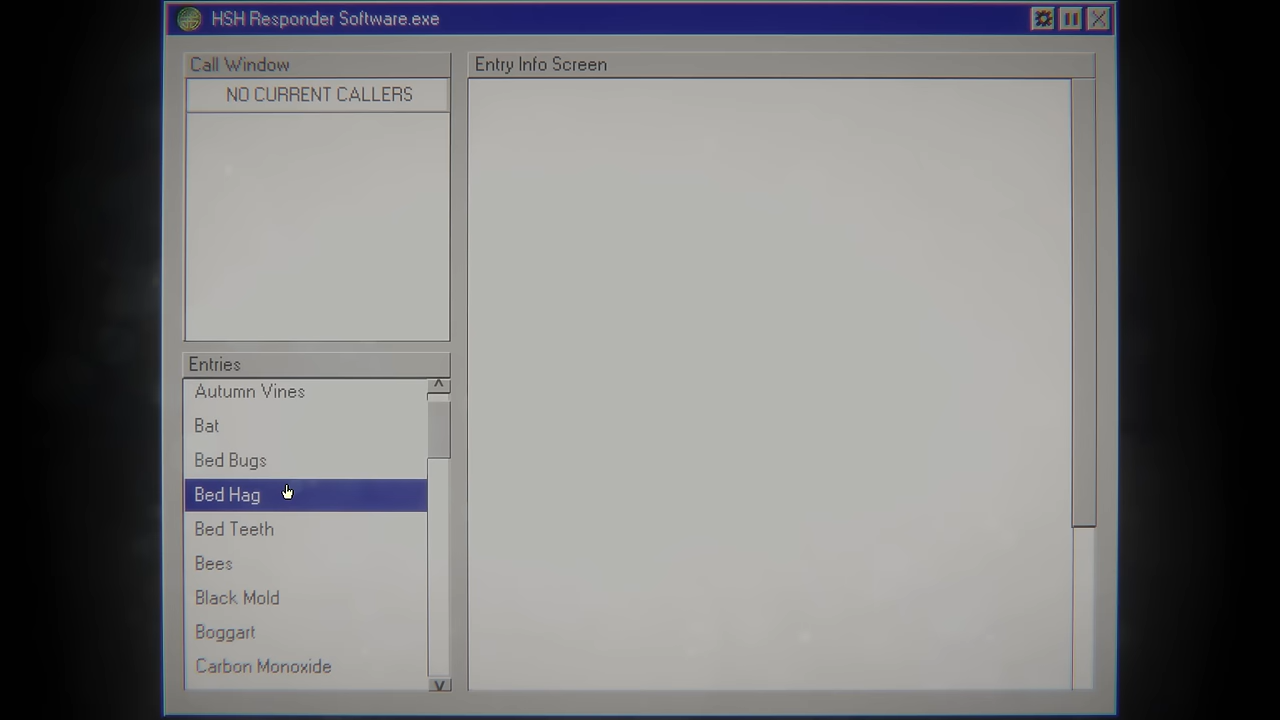 HSH Responder Software.exe
Call Window
NO CURRENT CALLERS
Entry Info Screen
Entries
Autumn Vines
Bat
Bed Bugs
Bed Hag
Bed Teeth
Bees
Black Mold
Boggart
Carbon Monoxide